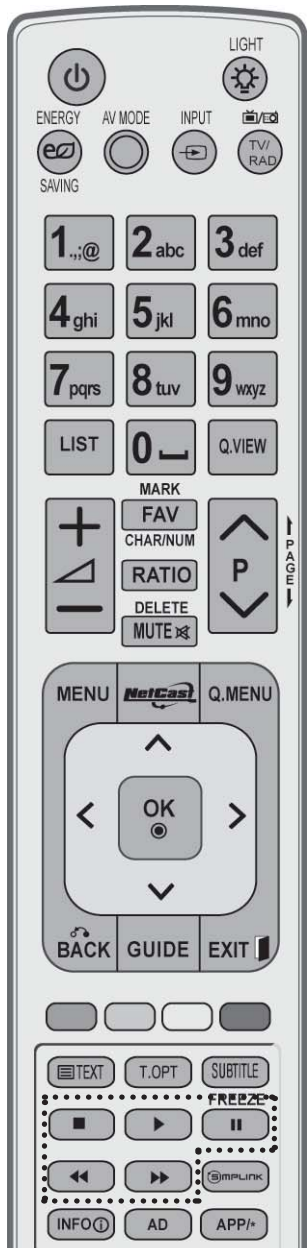 LIGHT
ENERGY AV MODE INPUT
TV/
RAD
SAVING
1.,;@ 2abc 3def
4ghi 5jkl 6mno
7pqrs 8tuv 9wxyz
LIST 0 Q.VIEW
MARK
FAV
CHAR/NUM
P
PAGE
RATIO
DELETE
MUTE
MENU NetCast Q.MENU
OK
BACK GUIDE EXIT
TEXT T.OPT SUBTITLE
FREEZE
SIMPLINK
INFO i AD APP/*